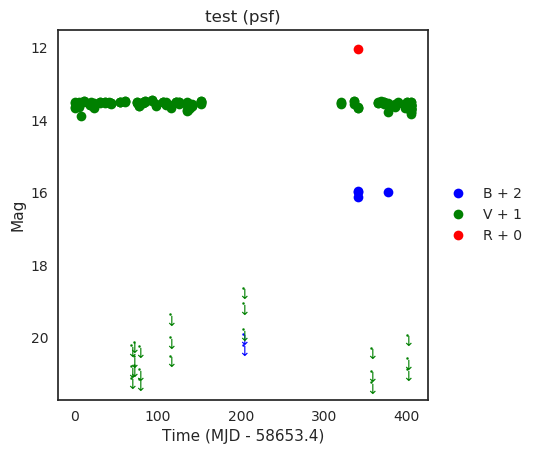 test (psf)
12
14
16
18
20
Mag
0
100
200
300
400
Time (MJD - 58653.4)
B + 2
V + 1
R + 0